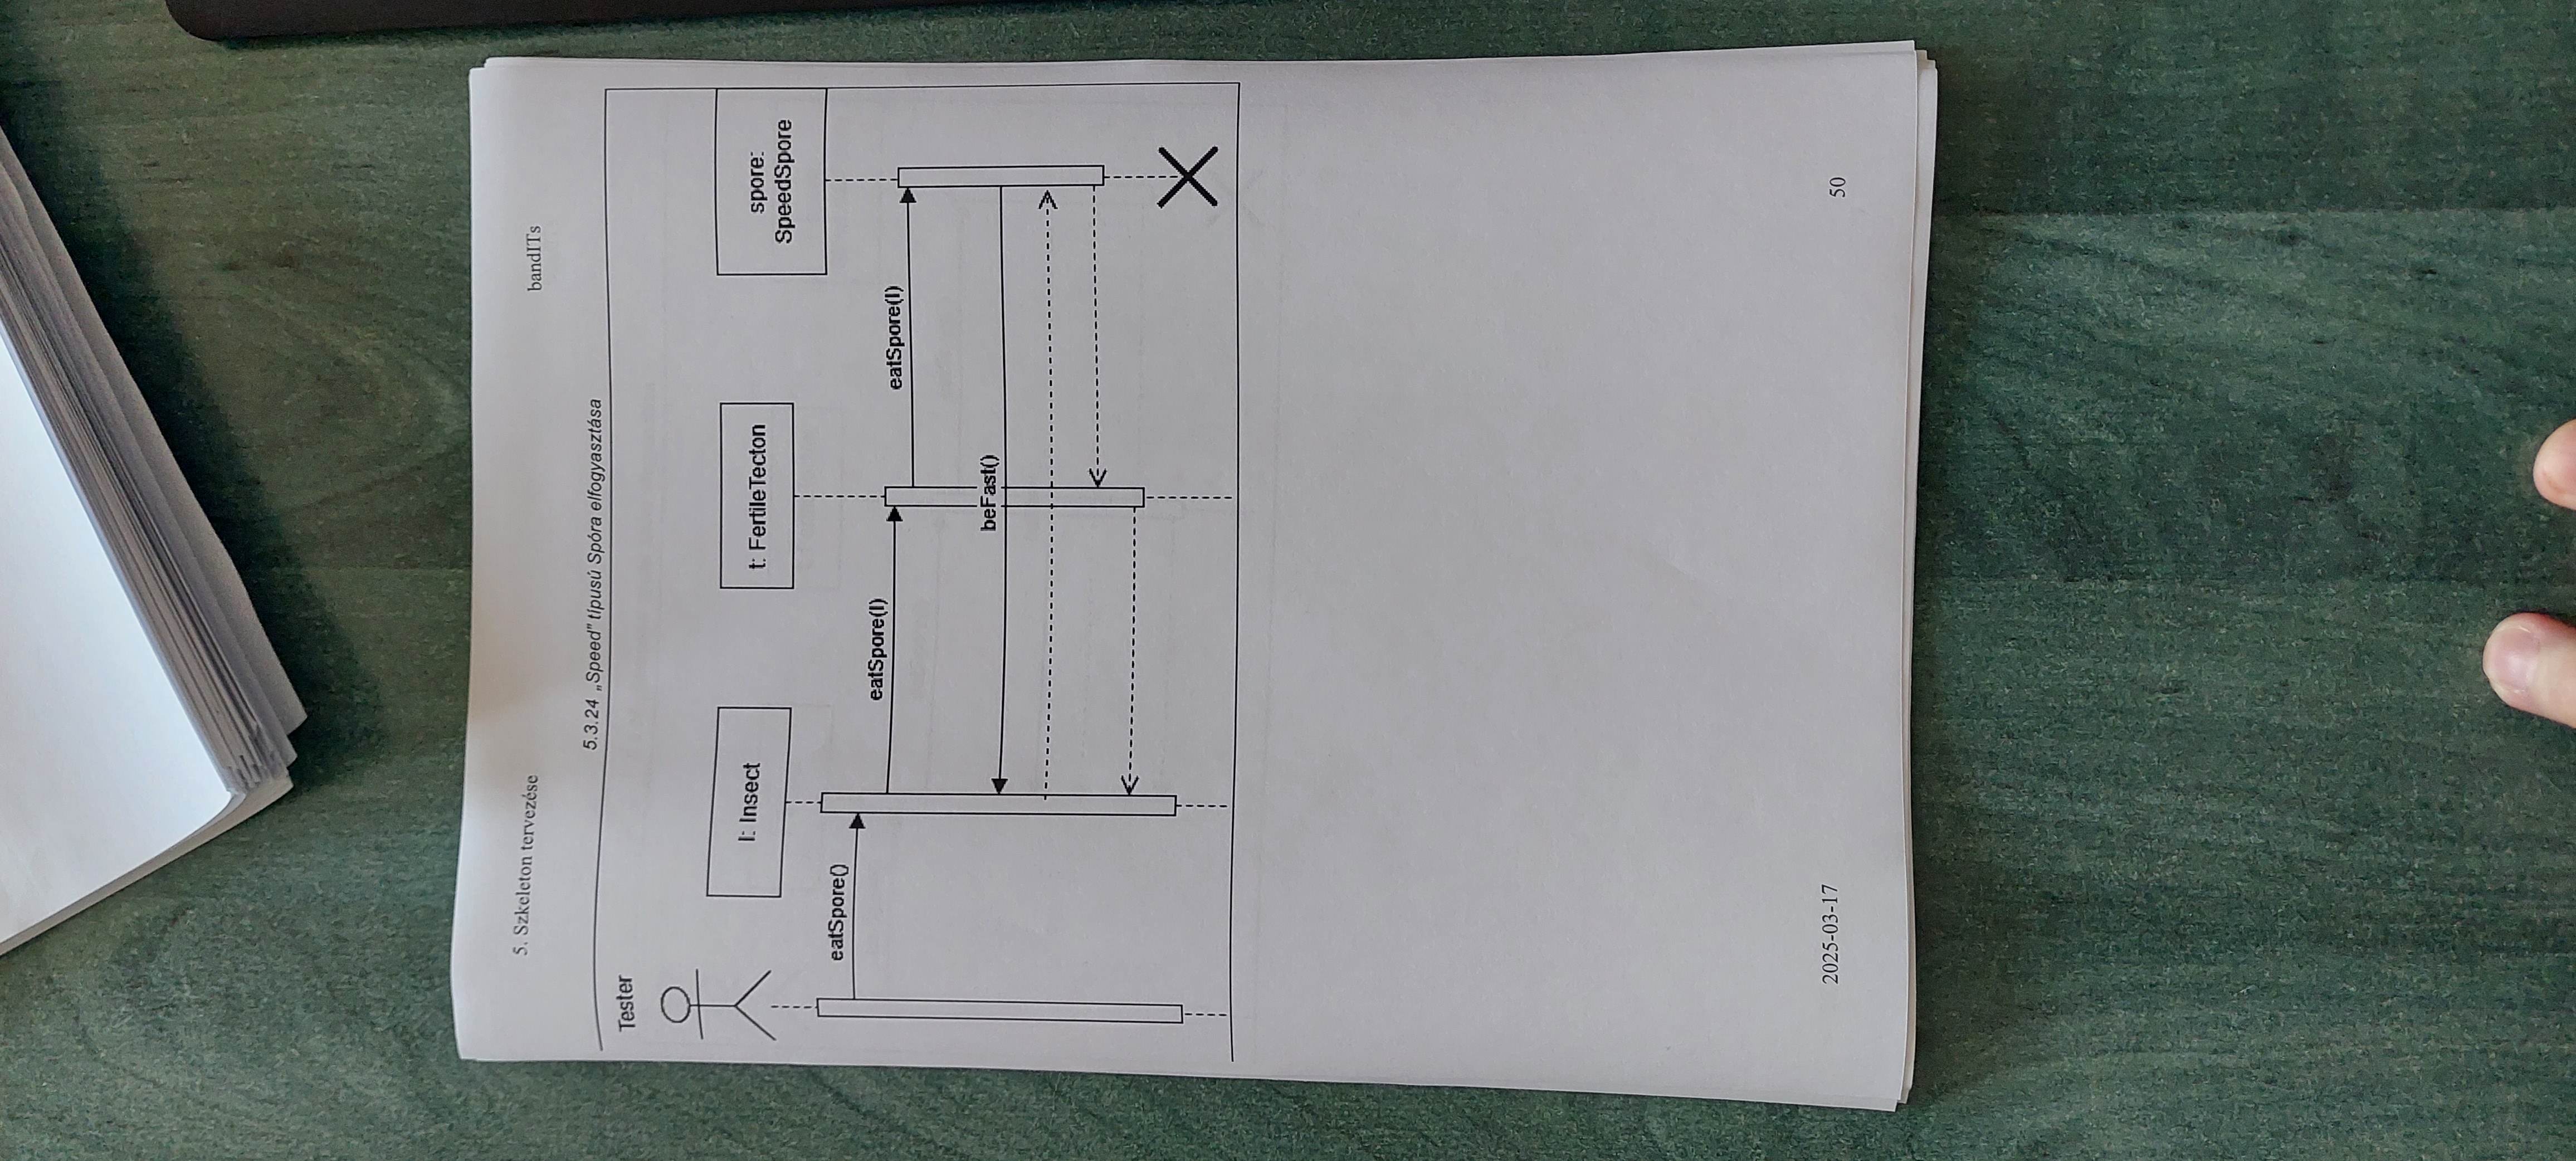 5. Szkeleton tervezése
bandITs
5.3.24 „Speed” típusú Spóra elfogyasztása
Tester
I: Insect
t: FertileTecton
spore:
SpeedSpore
eatSpore()
eatSpore(I)
eatSpore(I)
beFast()
2025-03-17
50